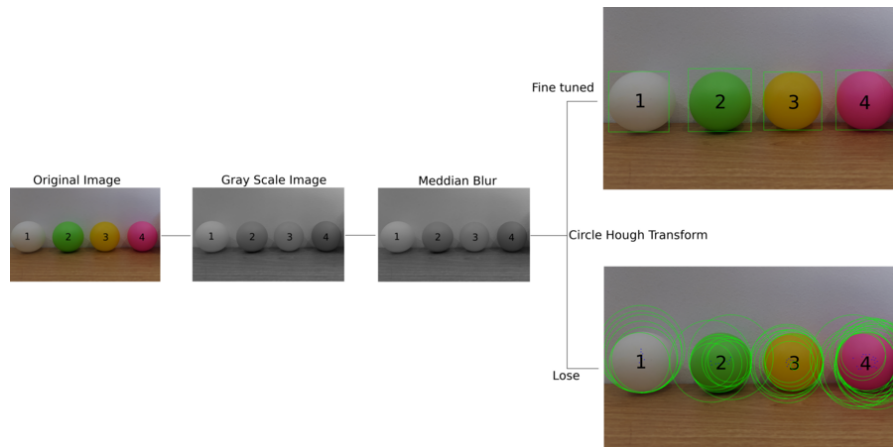 Fine tuned
1 2 3 4
Original Image
Gray Scale Image
Meddian Blur
1 2 3 4
1 2 3 4
1 2 3 4
Circle Hough Transform
Lose
1 2 3 4